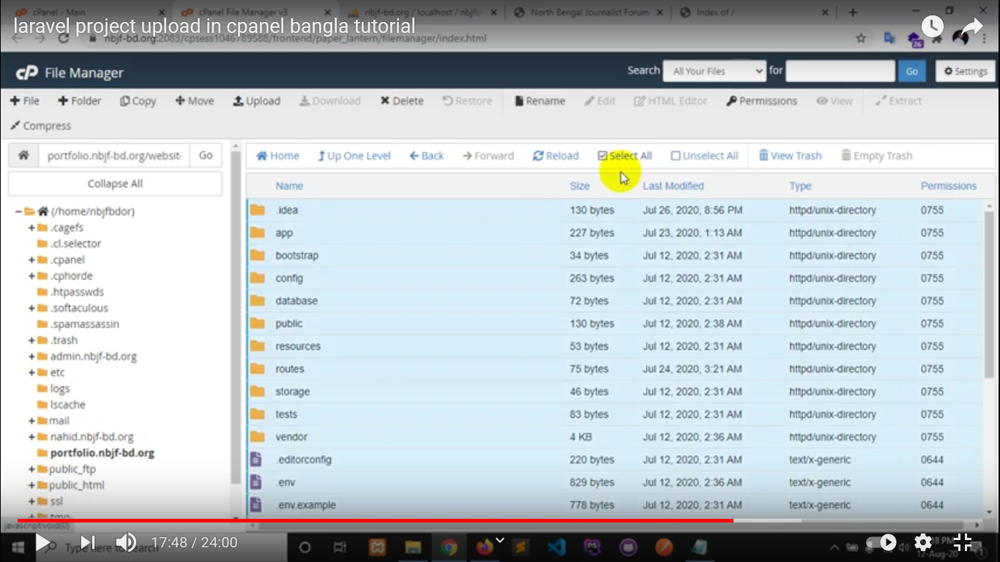 cPanel - Main
cPanel File Manager v3
nbjf-bd.org / localhost / nbjfb
North Bengal Journalist Forum
Index of /
laravel project upload in cpanel bangla tutorial
nbjf-bd.org:2083/cpsess1046789588/frontend/paper_lantern/filemanager/index.html
26
cP File Manager
Search All Your Files for Go Settings
File Folder Copy Move Upload Download Delete Restore Rename Edit HTML Editor Permissions View Extract
Compress
portfolio.nbjf-bd.org/website Go
Home Up One Level Back Forward Reload Select All Unselect All View Trash Empty Trash
Collapse All
(/home/nbjfbdor)
.cagefs
.cl.selector
.cpanel
.cphorde
.htpasswds
.softaculous
.spamassassin
.trash
admin.nbjf-bd.org
etc
logs
lscache
mail
nahid.nbjf-bd.org
portfolio.nbjf-bd.org
public_ftp
public_html
ssl
tmp
Name Size Last Modified Type Permissions
.idea 130 bytes Jul 26, 2020, 8:56 PM httpd/unix-directory 0755
app 227 bytes Jul 23, 2020, 1:13 AM httpd/unix-directory 0755
bootstrap 34 bytes Jul 12, 2020, 2:31 AM httpd/unix-directory 0755
config 263 bytes Jul 12, 2020, 2:31 AM httpd/unix-directory 0755
database 72 bytes Jul 12, 2020, 2:31 AM httpd/unix-directory 0755
public 130 bytes Jul 12, 2020, 2:38 AM httpd/unix-directory 0755
resources 53 bytes Jul 12, 2020, 2:31 AM httpd/unix-directory 0755
routes 75 bytes Jul 24, 2020, 3:21 AM httpd/unix-directory 0755
storage 46 bytes Jul 12, 2020, 2:31 AM httpd/unix-directory 0755
tests 83 bytes Jul 12, 2020, 2:31 AM httpd/unix-directory 0755
vendor 4 KB Jul 12, 2020, 2:36 AM httpd/unix-directory 0755
.editorconfig 220 bytes Jul 12, 2020, 2:31 AM text/x-generic 0644
.env 829 bytes Jul 12, 2020, 2:36 AM text/x-generic 0644
.env.example 778 bytes Jul 12, 2020, 2:31 AM text/x-generic 0644
javascript:void(0)
17:48 / 24:00
Type here to search
PS
12-Aug-20